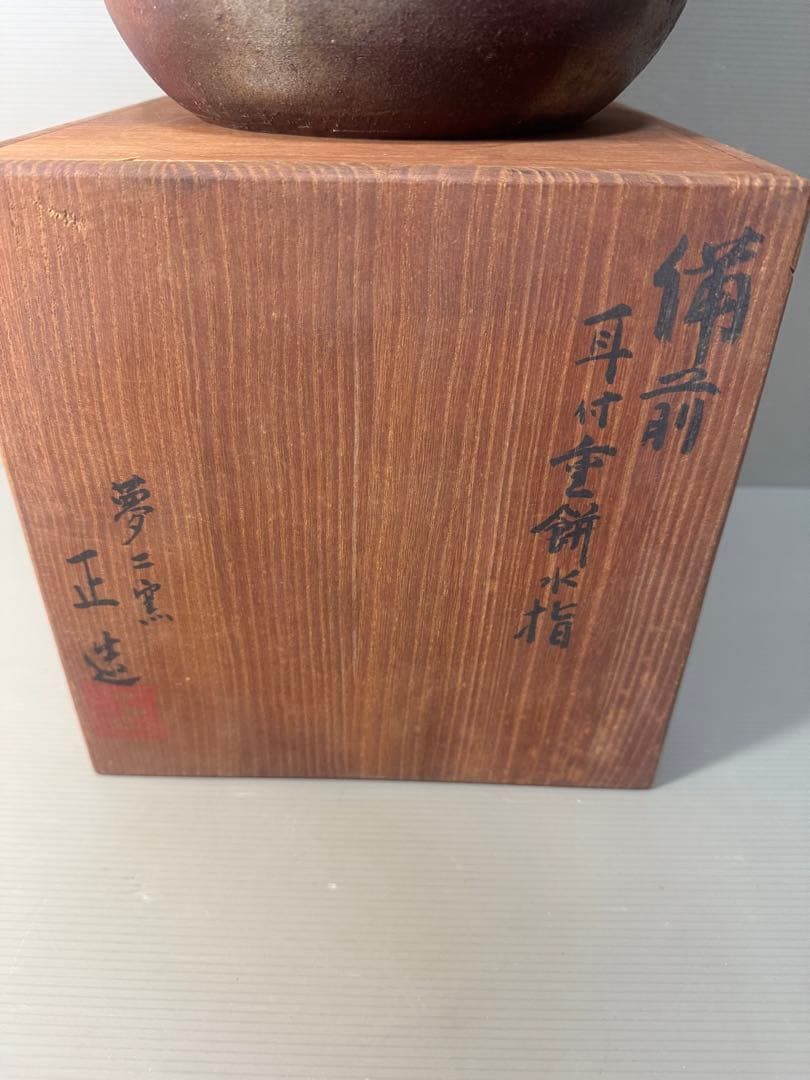 備前
耳付重餅水指
夢二窯
正造